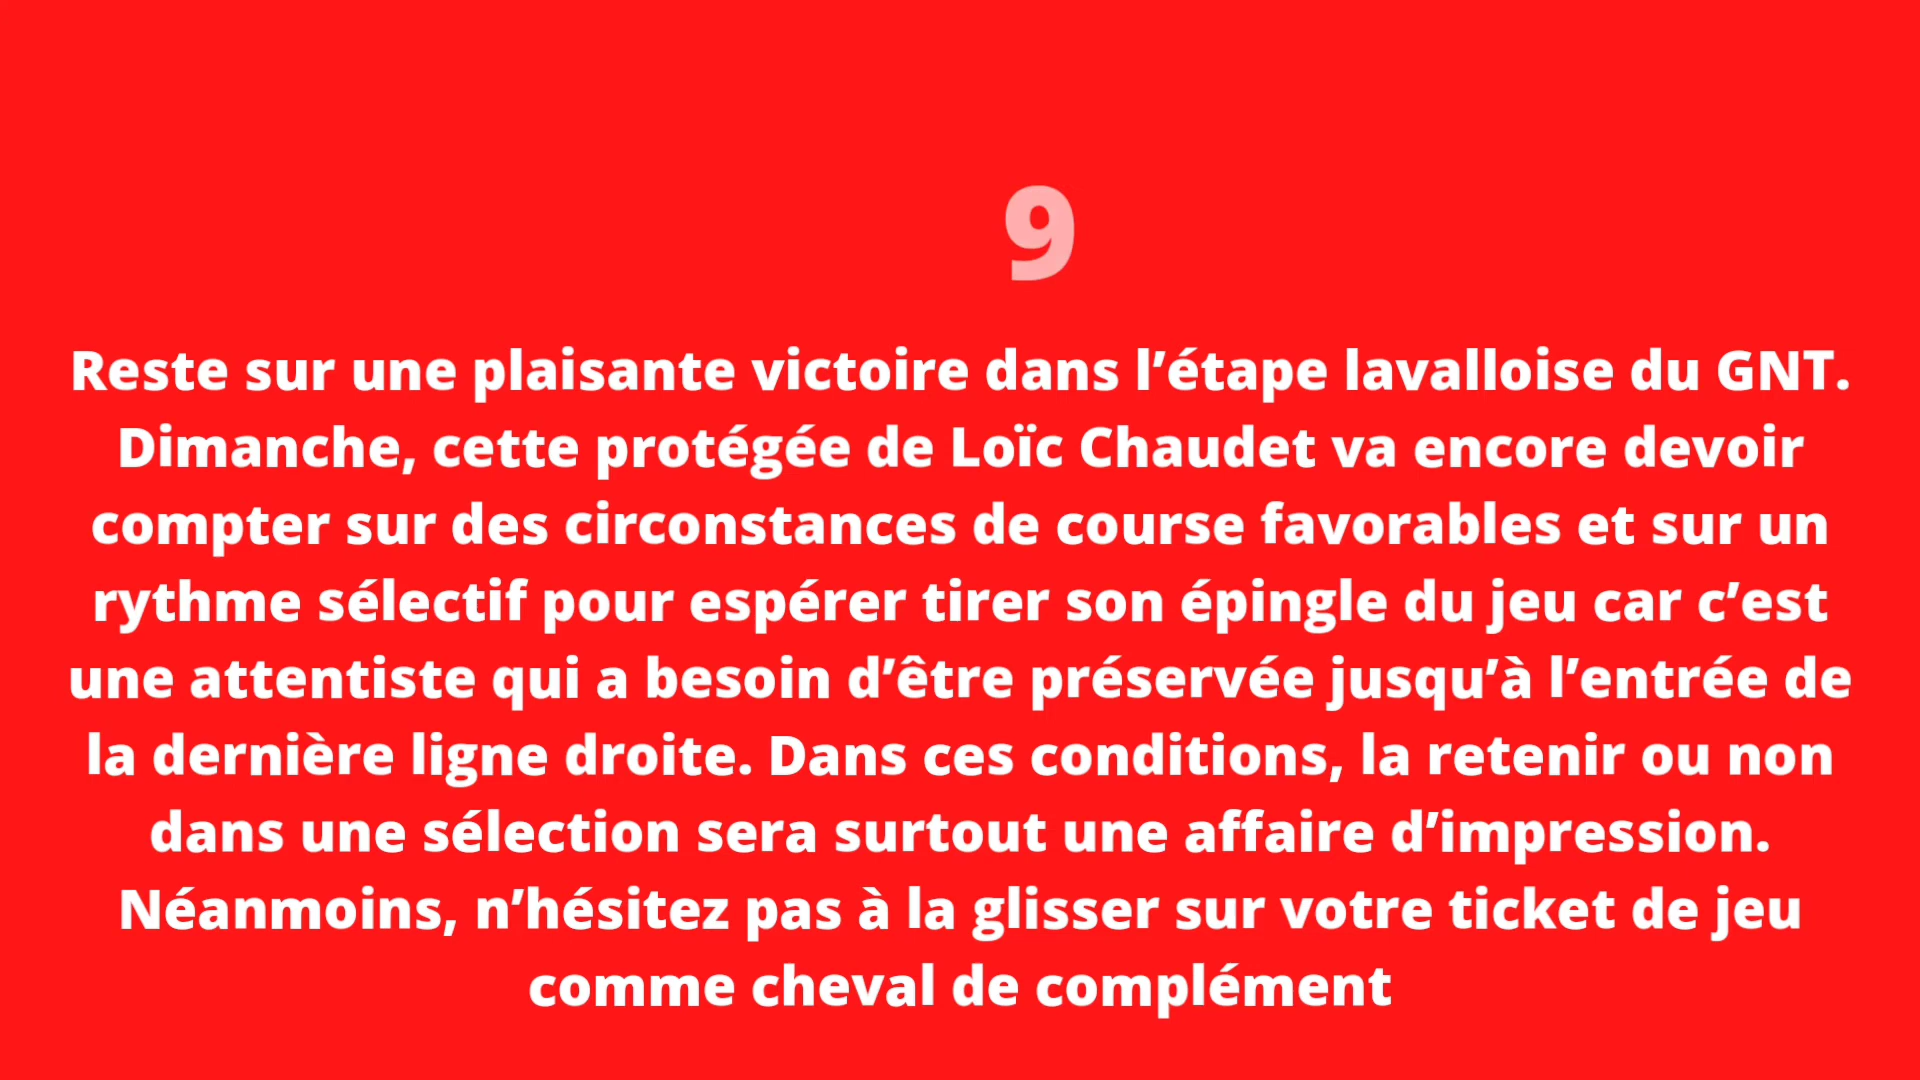 9
Reste sur une plaisante victoire dans l’étape lavalloise du GNT.
Dimanche, cette protégée de Loïc Chaudet va encore devoir
compter sur des circonstances de course favorables et sur un
rythme sélectif pour espérer tirer son épingle du jeu car c’est
une attentiste qui a besoin d’être préservée jusqu’à l’entrée de
la dernière ligne droite. Dans ces conditions, la retenir ou non
dans une sélection sera surtout une affaire d’impression.
Néanmoins, n’hésitez pas à la glisser sur votre ticket de jeu
comme cheval de complément